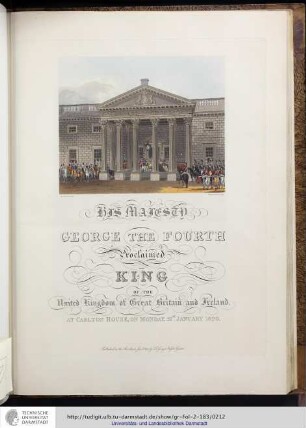 HIS MAJESTY
GEORGE THE FOURTH
Proclaimed
KING
OF THE
United Kingdom of Great Britain and Ireland.
AT CARLTON HOUSE, ON MONDAY 31st JANUARY 1820.
TECHNISCHE
UNIVERSITÄT
DARMSTADT
http://tudigit.ulb.tu-darmstadt.de/show/gr-Fol-2-183/0212
Universitäts- und Landesbibliothek Darmstadt